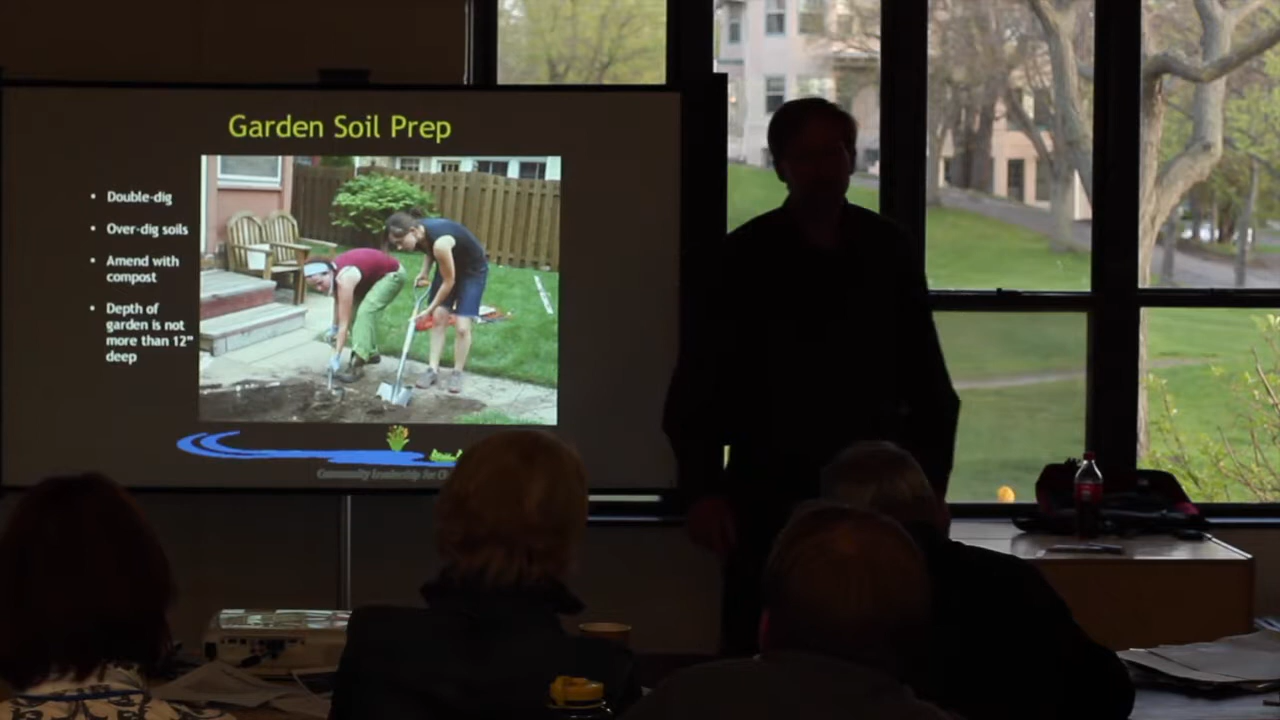 Garden Soil Prep
• Double-dig
• Over-dig soils
• Amend with
compost
• Depth of
garden is not
more than 12"
deep
Community